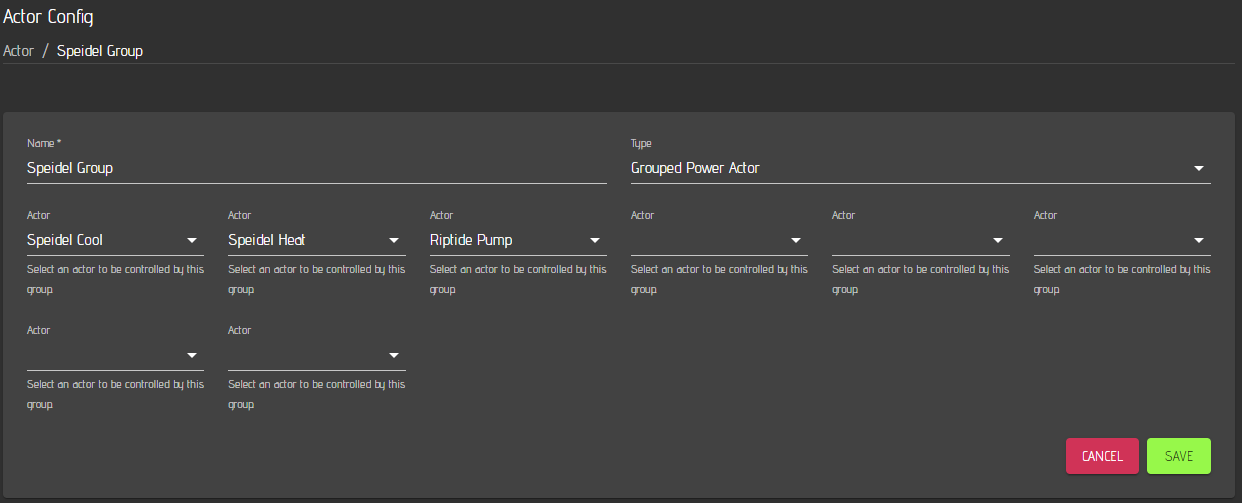 Actor Config
Actor / Speidel Group
Name *
Type
Speidel Group
Grouped Power Actor
Actor
Actor
Actor
Actor
Actor
Actor
Speidel Cool
Speidel Heat
Riptide Pump
Select an actor to be controlled by this
group.
Select an actor to be controlled by this
group.
Select an actor to be controlled by this
group.
Select an actor to be controlled by this
group.
Select an actor to be controlled by this
group.
Select an actor to be controlled by this
group.
Actor
Actor
Select an actor to be controlled by this
group.
Select an actor to be controlled by this
group.
CANCEL
SAVE